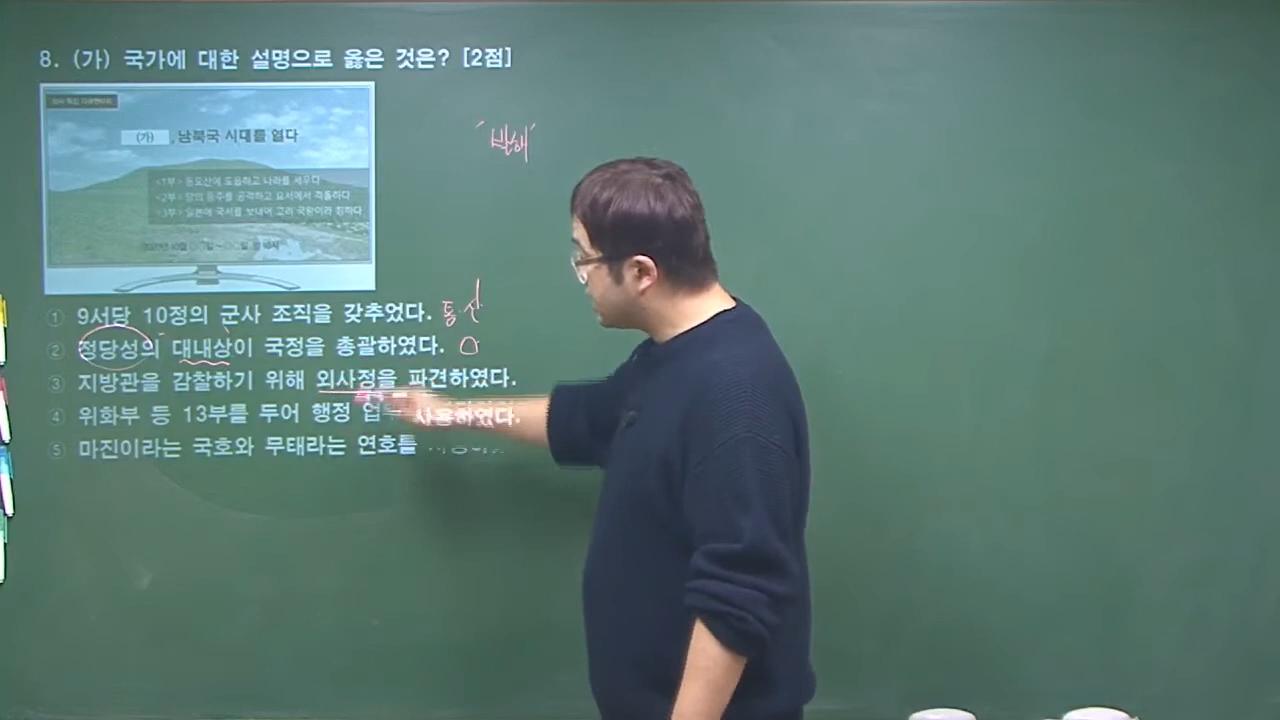 8. (가) 국가에 대한 설명으로 옳은 것은? [2점]
(가) , 남북국 시대를 열다
<1부> 동모산에 도읍하고 나라를 세우다
<2부> 당의 등주를 공격하고 요서에서 격돌하다
<3부> 일본에 국서를 보내어 고려 국왕이라 칭하다
'발해'
① 9서당 10정의 군사 조직을 갖추었다. 통신
② 정당성의 대내상이 국정을 총괄하였다.
③ 지방관을 감찰하기 위해 외사정을 파견하였다.
④ 위화부 등 13부를 두어 행정
⑤ 마진이라는 국호와 무태라는 연호를